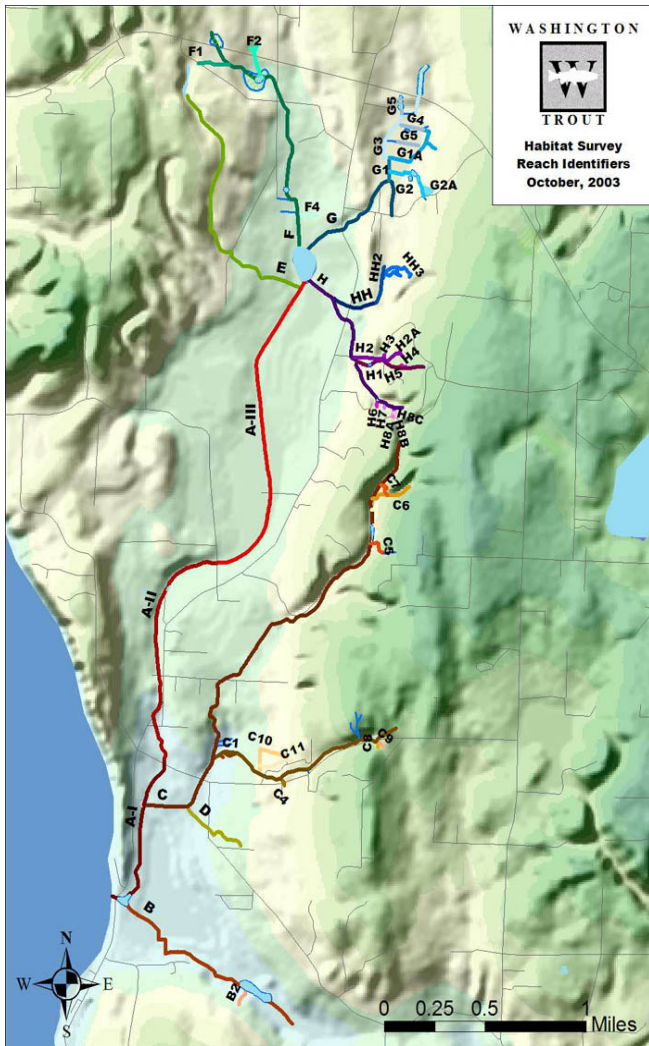 WASHINGTON
W
TROUT
Habitat Survey
Reach Identifiers
October, 2003
F1
F2
G5
G4
G5
G3
G1A
G1
G2
G2A
F4
G
F
E
H
HH2
HH3
HH
H3
H2A
H2
H4
H1
H5
H6
H7
H8A
H8B
H8C
A-III
C7
C6
C5
A-II
C1
C10
C11
C8
C9
C4
A-I
C
D
B
B2
N
W
E
S
0 0.25 0.5 1
Miles